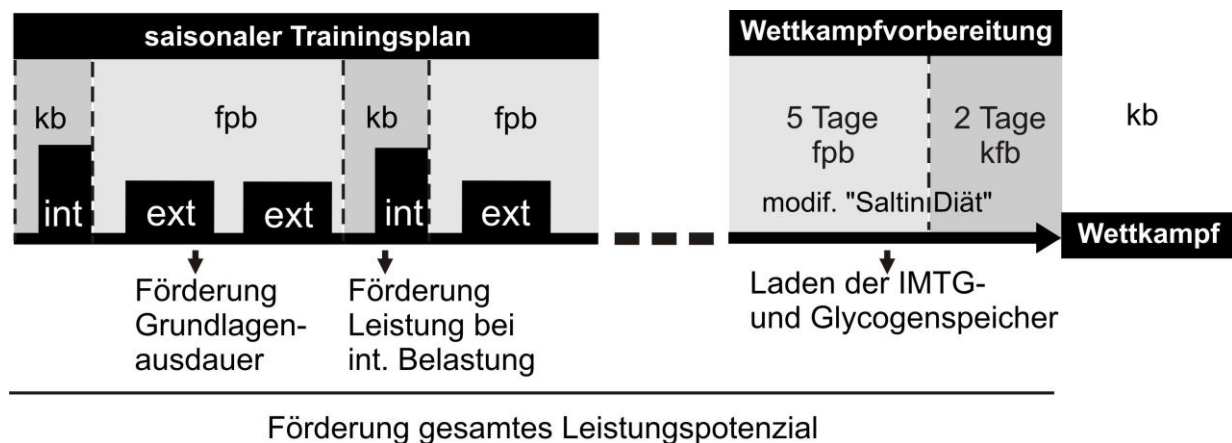 saisonaler Trainingsplan
kb
fpb
kb
fpb
int
ext
ext
int
ext
Förderung
Grundlagen-
ausdauer
Förderung
Leistung bei
int. Belastung
Wettkampfvorbereitung
5 Tage
fpb
2 Tage
kfb
kb
modif. "Saltin Diät"
Wettkampf
Laden der IMTG-
und Glycogenspeicher
Förderung gesamtes Leistungspotenzial